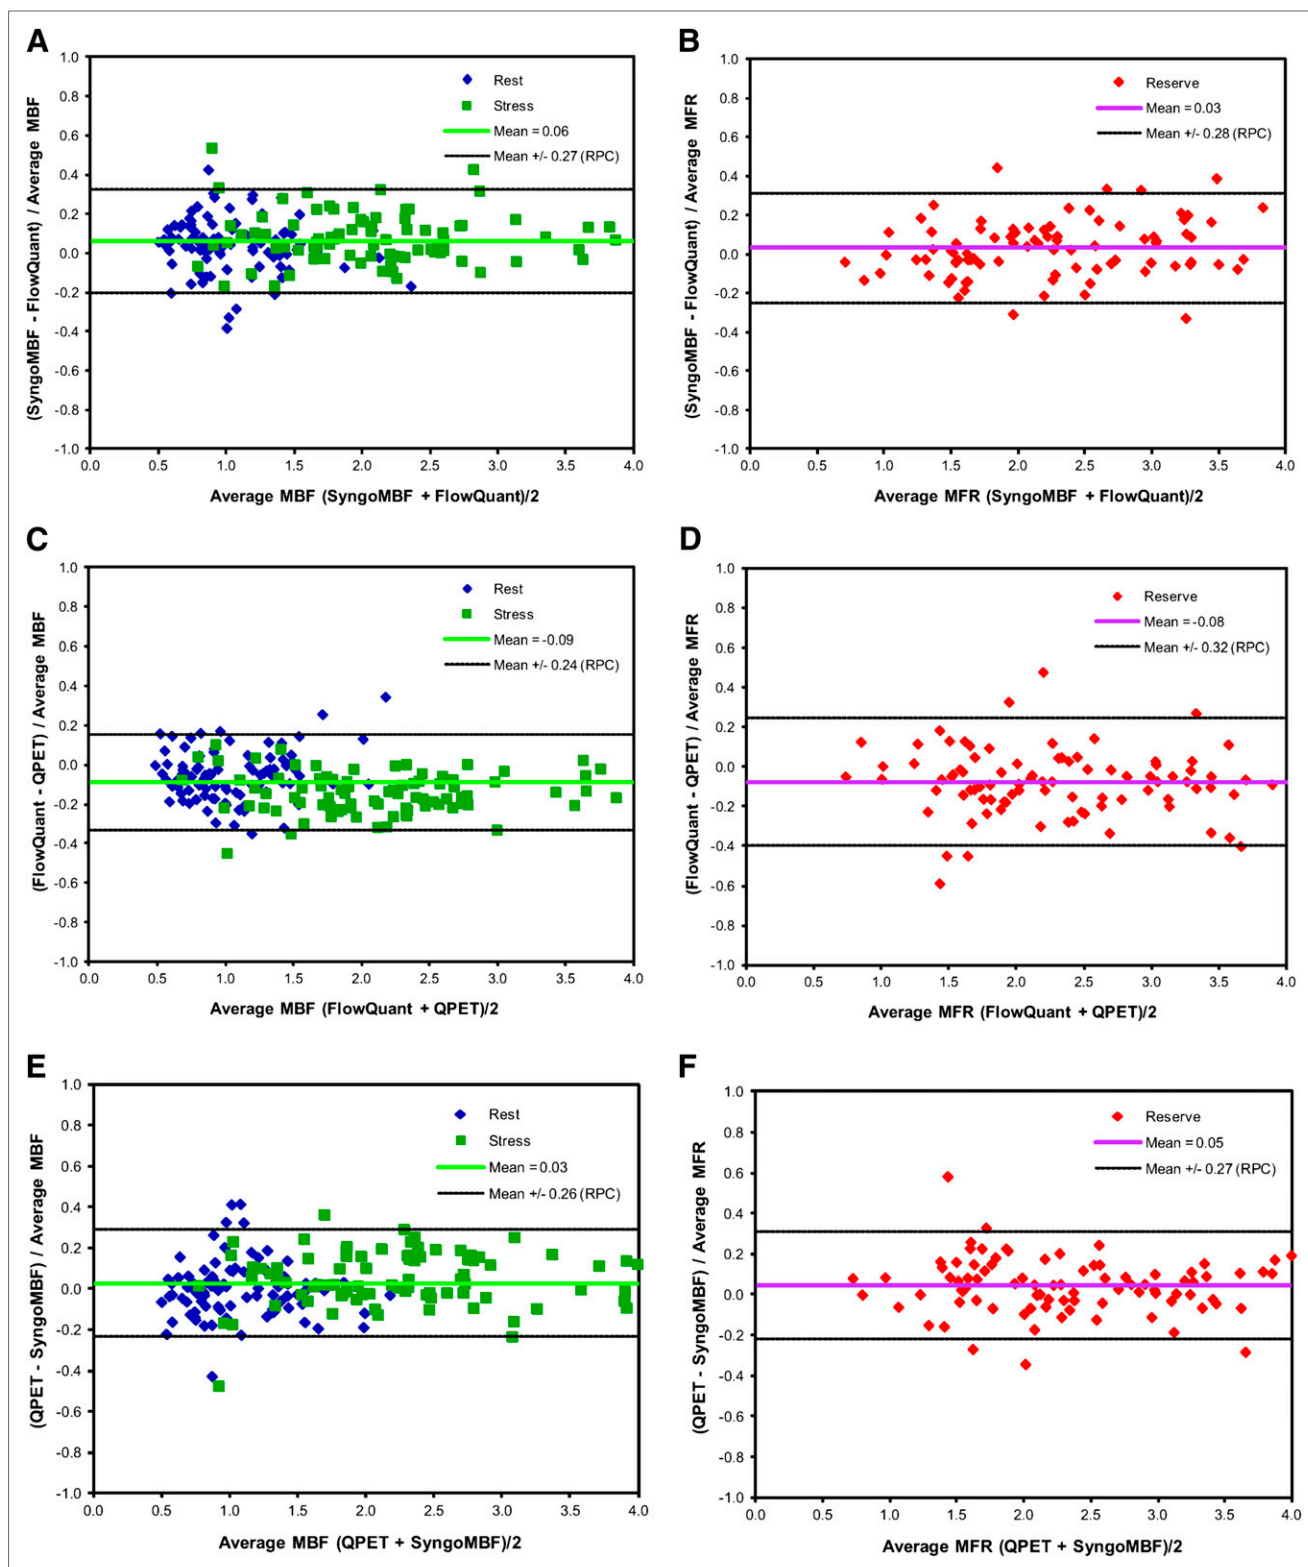 A
1.0
0.8
0.6
0.4
0.2
0.0
-0.2
-0.4
-0.6
-0.8
-1.0
0.0 0.5 1.0 1.5 2.0 2.5 3.0 3.5 4.0
(SyngoMBF - FlowQuant) / Average MBF
Average MBF (SyngoMBF + FlowQuant)/2
Rest
Stress
Mean = 0.06
Mean +/- 0.27 (RPC)
B
1.0
0.8
0.6
0.4
0.2
0.0
-0.2
-0.4
-0.6
-0.8
-1.0
0.0 0.5 1.0 1.5 2.0 2.5 3.0 3.5 4.0
(SyngoMBF - FlowQuant) / Average MFR
Average MFR (SyngoMBF + FlowQuant)/2
Reserve
Mean = 0.03
Mean +/- 0.28 (RPC)
C
1.0
0.8
0.6
0.4
0.2
0.0
-0.2
-0.4
-0.6
-0.8
-1.0
0.0 0.5 1.0 1.5 2.0 2.5 3.0 3.5 4.0
(FlowQuant - QPET) / Average MBF
Average MBF (FlowQuant + QPET)/2
Rest
Stress
Mean = -0.09
Mean +/- 0.24 (RPC)
D
1.0
0.8
0.6
0.4
0.2
0.0
-0.2
-0.4
-0.6
-0.8
-1.0
0.0 0.5 1.0 1.5 2.0 2.5 3.0 3.5 4.0
(FlowQuant - QPET) / Average MFR
Average MFR (FlowQuant + QPET)/2
Reserve
Mean = -0.08
Mean +/- 0.32 (RPC)
E
1.0
0.8
0.6
0.4
0.2
0.0
-0.2
-0.4
-0.6
-0.8
-1.0
0.0 0.5 1.0 1.5 2.0 2.5 3.0 3.5 4.0
(QPET - SyngoMBF) / Average MBF
Average MBF (QPET + SyngoMBF)/2
Rest
Stress
Mean = 0.03
Mean +/- 0.26 (RPC)
F
1.0
0.8
0.6
0.4
0.2
0.0
-0.2
-0.4
-0.6
-0.8
-1.0
0.0 0.5 1.0 1.5 2.0 2.5 3.0 3.5 4.0
(QPET - SyngoMBF) / Average MFR
Average MFR (QPET + SyngoMBF)/2
Reserve
Mean = 0.05
Mean +/- 0.27 (RPC)